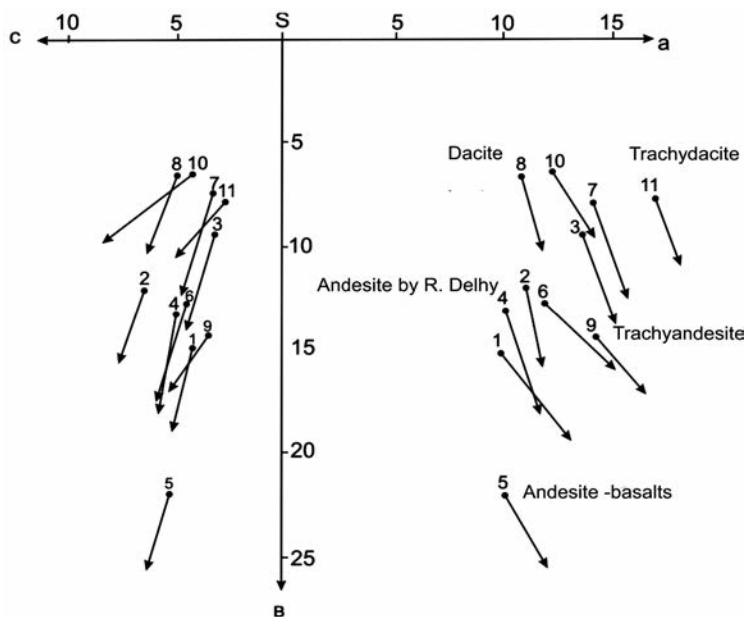 10 5 S 5 10 15
C a
5
8 10 Dacite 8 10 Trachydacite
7 11 7 11
3 3
10
2 Andesite by R. Delhy 2
4 6 4 6
9 1 9 Trachyandesite
1
15
20
5 5 Andesite -basalts
25
B